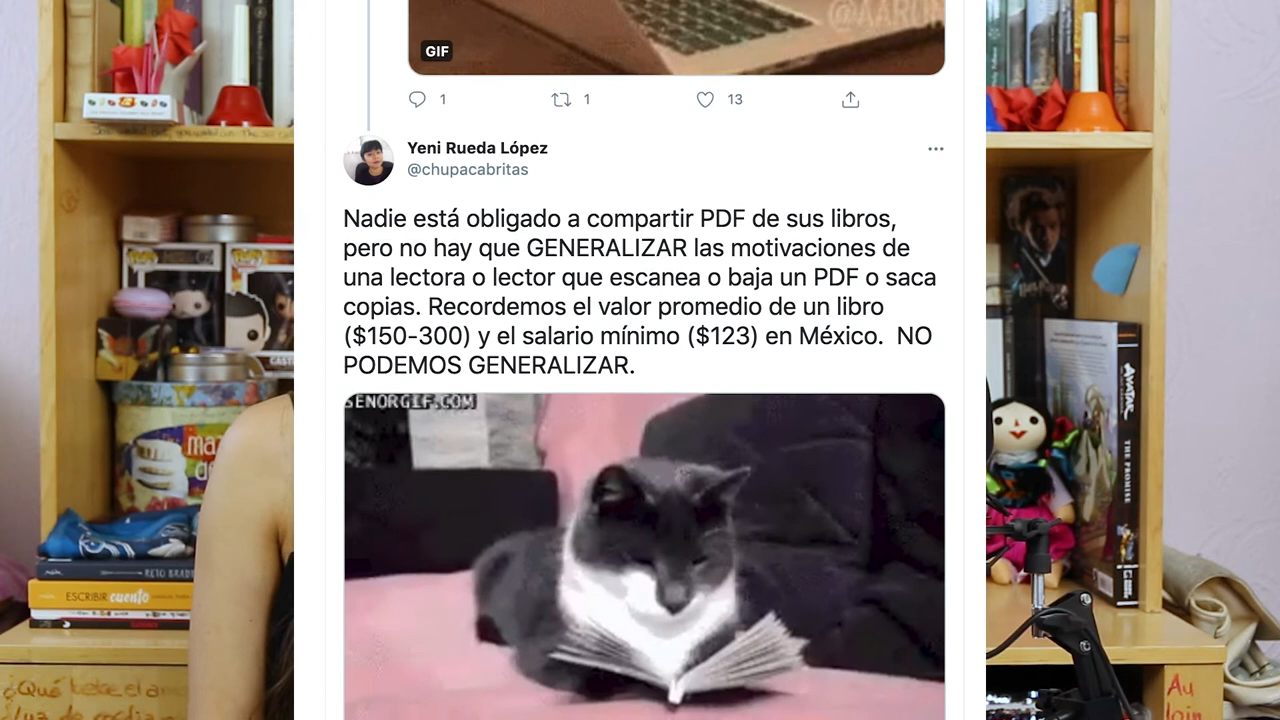 @AARON
GIF
1
1
13
Yeni Rueda López
@chupacabritas
Nadie está obligado a compartir PDF de sus libros,
pero no hay que GENERALIZAR las motivaciones de
una lectora o lector que escanea o baja un PDF o saca
copias. Recordemos el valor promedio de un libro
($150-300) y el salario mínimo ($123) en México.  NO
PODEMOS GENERALIZAR.
SENORGIF.COM
ESCRIBIR cuento
AVATAR
THE PROMISE
¿Qué